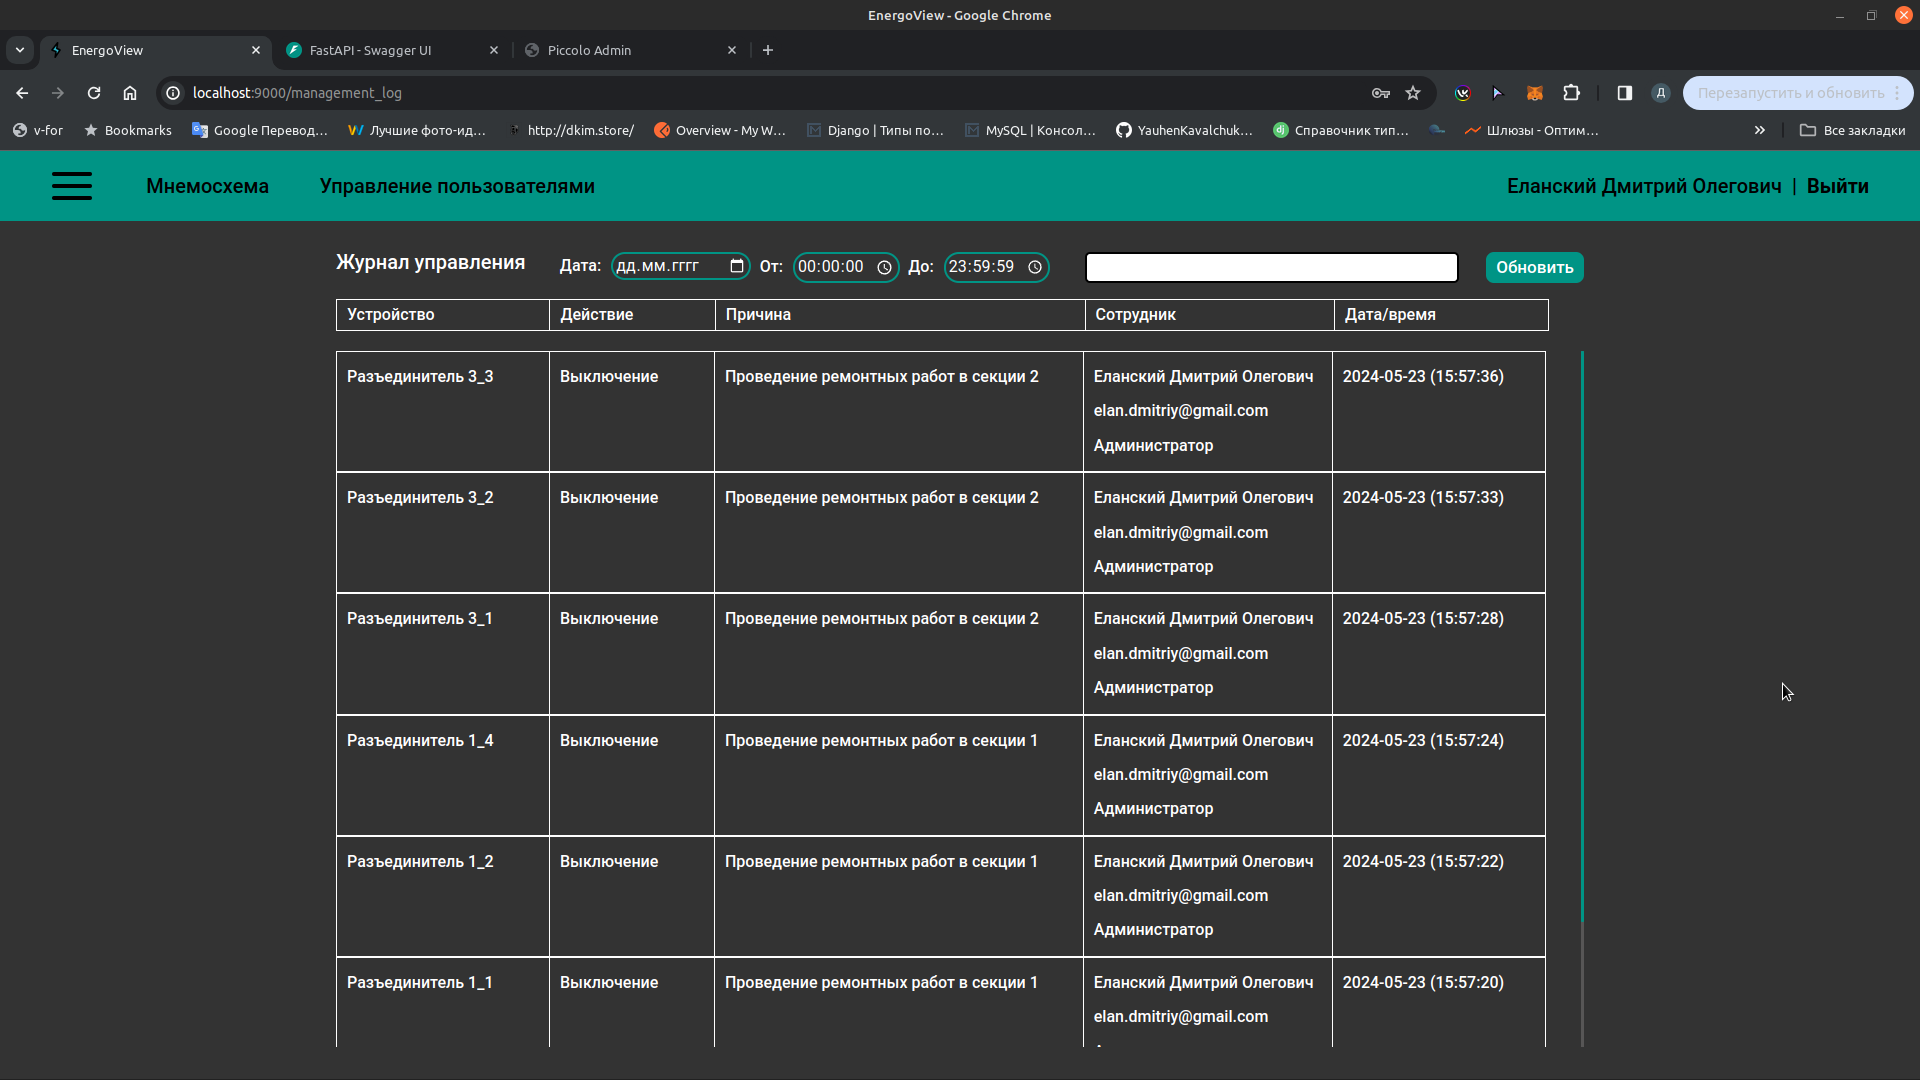 EnergoView - Google Chrome
EnergoView FastAPI - Swagger UI Piccolo Admin
localhost:9000/management_log Д Перезапустить и обновить
v-for Bookmarks Google Перевод... Лучшие фото-ид... http://dkim.store/ Overview - My W... Django | Типы по... MySQL | Консол... YauhenKavalchuk... Справочник тип... Шлюзы - Оптим... Все закладки
Мнемосхема Управление пользователями Еланский Дмитрий Олегович | Выйти
Журнал управления Дата: дд.мм.гггг От: 00:00:00 До: 23:59:59 Обновить
Устройство Действие Причина Сотрудник Дата/время
Разъединитель 3_3 Выключение Проведение ремонтных работ в секции 2 Еланский Дмитрий Олегович 2024-05-23 (15:57:36)
elan.dmitriy@gmail.com
Администратор
Разъединитель 3_2 Выключение Проведение ремонтных работ в секции 2 Еланский Дмитрий Олегович 2024-05-23 (15:57:33)
elan.dmitriy@gmail.com
Администратор
Разъединитель 3_1 Выключение Проведение ремонтных работ в секции 2 Еланский Дмитрий Олегович 2024-05-23 (15:57:28)
elan.dmitriy@gmail.com
Администратор
Разъединитель 1_4 Выключение Проведение ремонтных работ в секции 1 Еланский Дмитрий Олегович 2024-05-23 (15:57:24)
elan.dmitriy@gmail.com
Администратор
Разъединитель 1_2 Выключение Проведение ремонтных работ в секции 1 Еланский Дмитрий Олегович 2024-05-23 (15:57:22)
elan.dmitriy@gmail.com
Администратор
Разъединитель 1_1 Выключение Проведение ремонтных работ в секции 1 Еланский Дмитрий Олегович 2024-05-23 (15:57:20)
elan.dmitriy@gmail.com